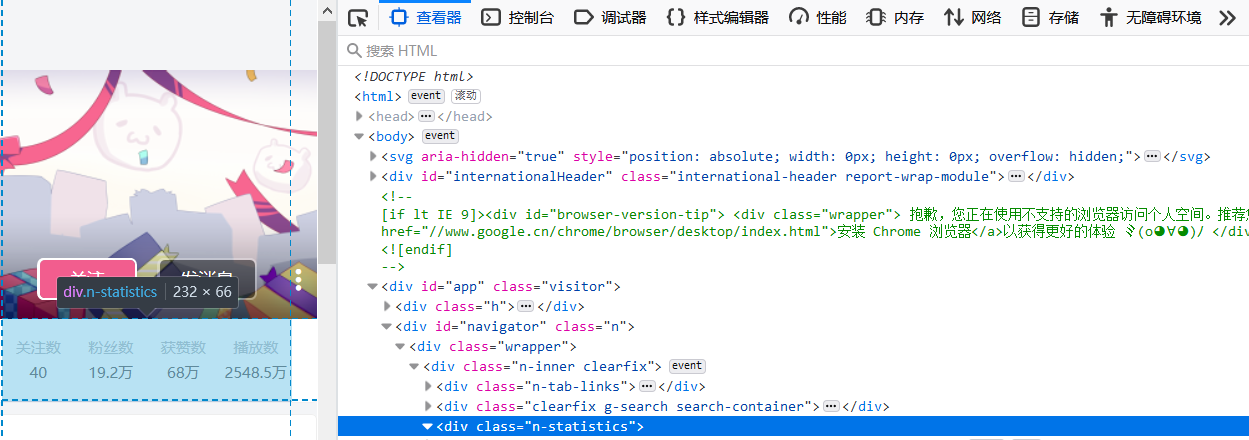 查看器 控制台 调试器 样式编辑器 性能 内存 网络 存储 无障碍环境
搜索 HTML
<!DOCTYPE html>
<html> event 滚动
<head> ··· </head>
<body> event
<svg aria-hidden="true" style="position: absolute; width: 0px; height: 0px; overflow: hidden;"> ··· </svg>
<div id="internationalHeader" class="international-header report-wrap-module"> ··· </div>
<!--
[if lt IE 9]><div id="browser-version-tip"> <div class="wrapper"> 抱歉，您正在使用不支持的浏览器访问个人空间。推荐
href="//www.google.cn/chrome/browser/desktop/index.html">安装 Chrome 浏览器</a>以获得更好的体验 ヾ(o◕∀◕)ﾉ </div
<![endif]
-->
<div id="app" class="visitor">
<div class="h"> ··· </div>
<div id="navigator" class="n">
<div class="wrapper">
<div class="n-inner clearfix"> event
<div class="n-tab-links"> ··· </div>
<div class="clearfix g-search search-container"> ··· </div>
<div class="n-statistics">
div.n-statistics 232 × 66
关注数 粉丝数 获赞数 播放数
40 19.2万 68万 2548.5万